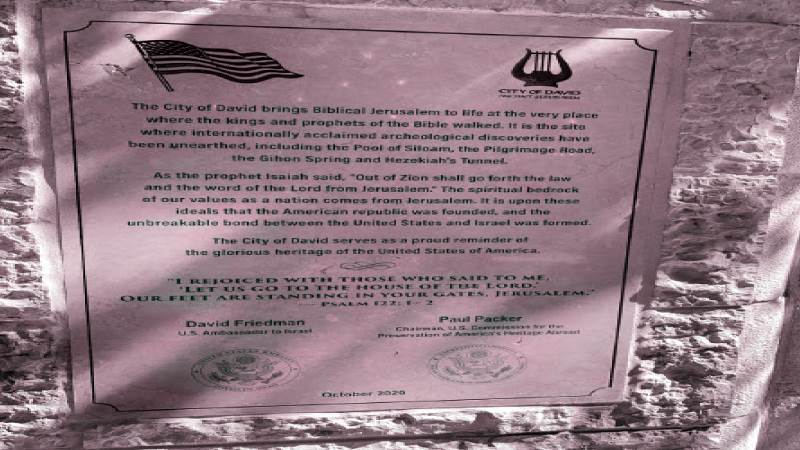 CITY OF DAVID
The City of David brings Biblical Jerusalem to life at the very place
where the kings and prophets of the Bible walked. It is the site
where internationally acclaimed archeological discoveries have
been unearthed, including the Pool of Siloam, the Pilgrimage Road,
the Gihon Spring and Hezekiah's Tunnel.
As the prophet Isaiah said, "Out of Zion shall go forth the law
and the word of the Lord from Jerusalem." The spiritual bedrock
of our values as a nation comes from Jerusalem. It is upon these
ideals that the American republic was founded, and the
unbreakable bond between the United States and Israel was formed.
The City of David serves as a proud reminder of
the glorious heritage of the United States of America.
"I REJOICED WITH THOSE WHO SAID TO ME,
'LET US GO TO THE HOUSE OF THE LORD.'
OUR FEET ARE STANDING IN YOUR GATES, JERUSALEM."
— PSALM 122: 1 - 2
David Friedman
U.S. Ambassador to Israel
Paul Packer
Chairman, U.S. Commission for the
Preservation of America's Heritage Abroad
October 2020